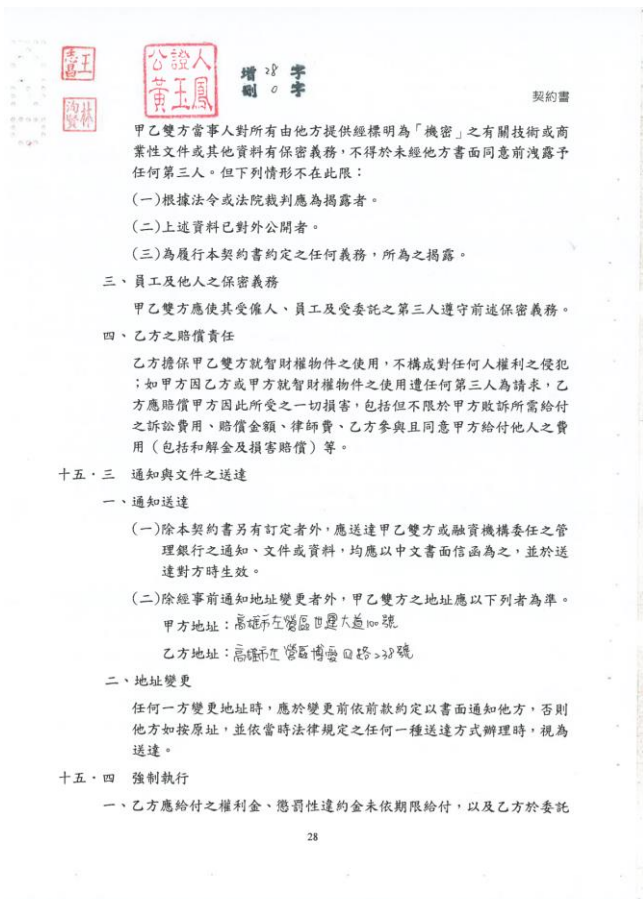 王志昌
公證人黃玉鳳
增28字
刪0字
林
契約書
甲乙雙方當事人對所有由他方提供經標明為「機密」之有關技術或商
業性文件或其他資料有保密義務,不得於未經他方書面同意前洩露予
任何第三人。但下列情形不在此限:
(一)根據法令或法院裁判應為揭露者。
(二)上述資料已對外公開者。
(三)為履行本契約書約定之任何義務,所為之揭露。
三、員工及他人之保密義務
甲乙雙方應使其受僱人、員工及受委託之第三人遵守前述保密義務。
四、乙方之賠償責任
乙方擔保甲乙雙方就智財權物件之使用,不構成對任何人權利之侵犯
;如甲方因乙方或甲方就智財權物件之使用遭任何第三人為請求,乙
方應賠償甲方因此所受之一切損害,包括但不限於甲方敗訴所需給付
之訴訟費用、賠償金額、律師費、乙方參與且同意甲方給付他人之費
用(包括和解金及損害賠償)等。
十五.三 通知與文件之送達
一、通知送達
(一)除本契約書另有訂定者外,應送達甲乙雙方或融資機構委任之管
理銀行之通知、文件或資料,均應以中文書面信函為之,並於送
達對方時生效。
(二)除經事前通知地址變更者外,甲乙雙方之地址應以下列者為準。
甲方地址:高雄市左營區世運大道100號
乙方地址:高雄市左營區博愛四路238號
二、地址變更
任何一方變更地址時,應於變更前依前款約定以書面通知他方,否則
他方如按原址,並依當時法律規定之任何一種送達方式辦理時,視為
送達。
十五.四 強制執行
一、乙方應給付之權利金、懲罰性違約金未依期限給付,以及乙方於委託
28